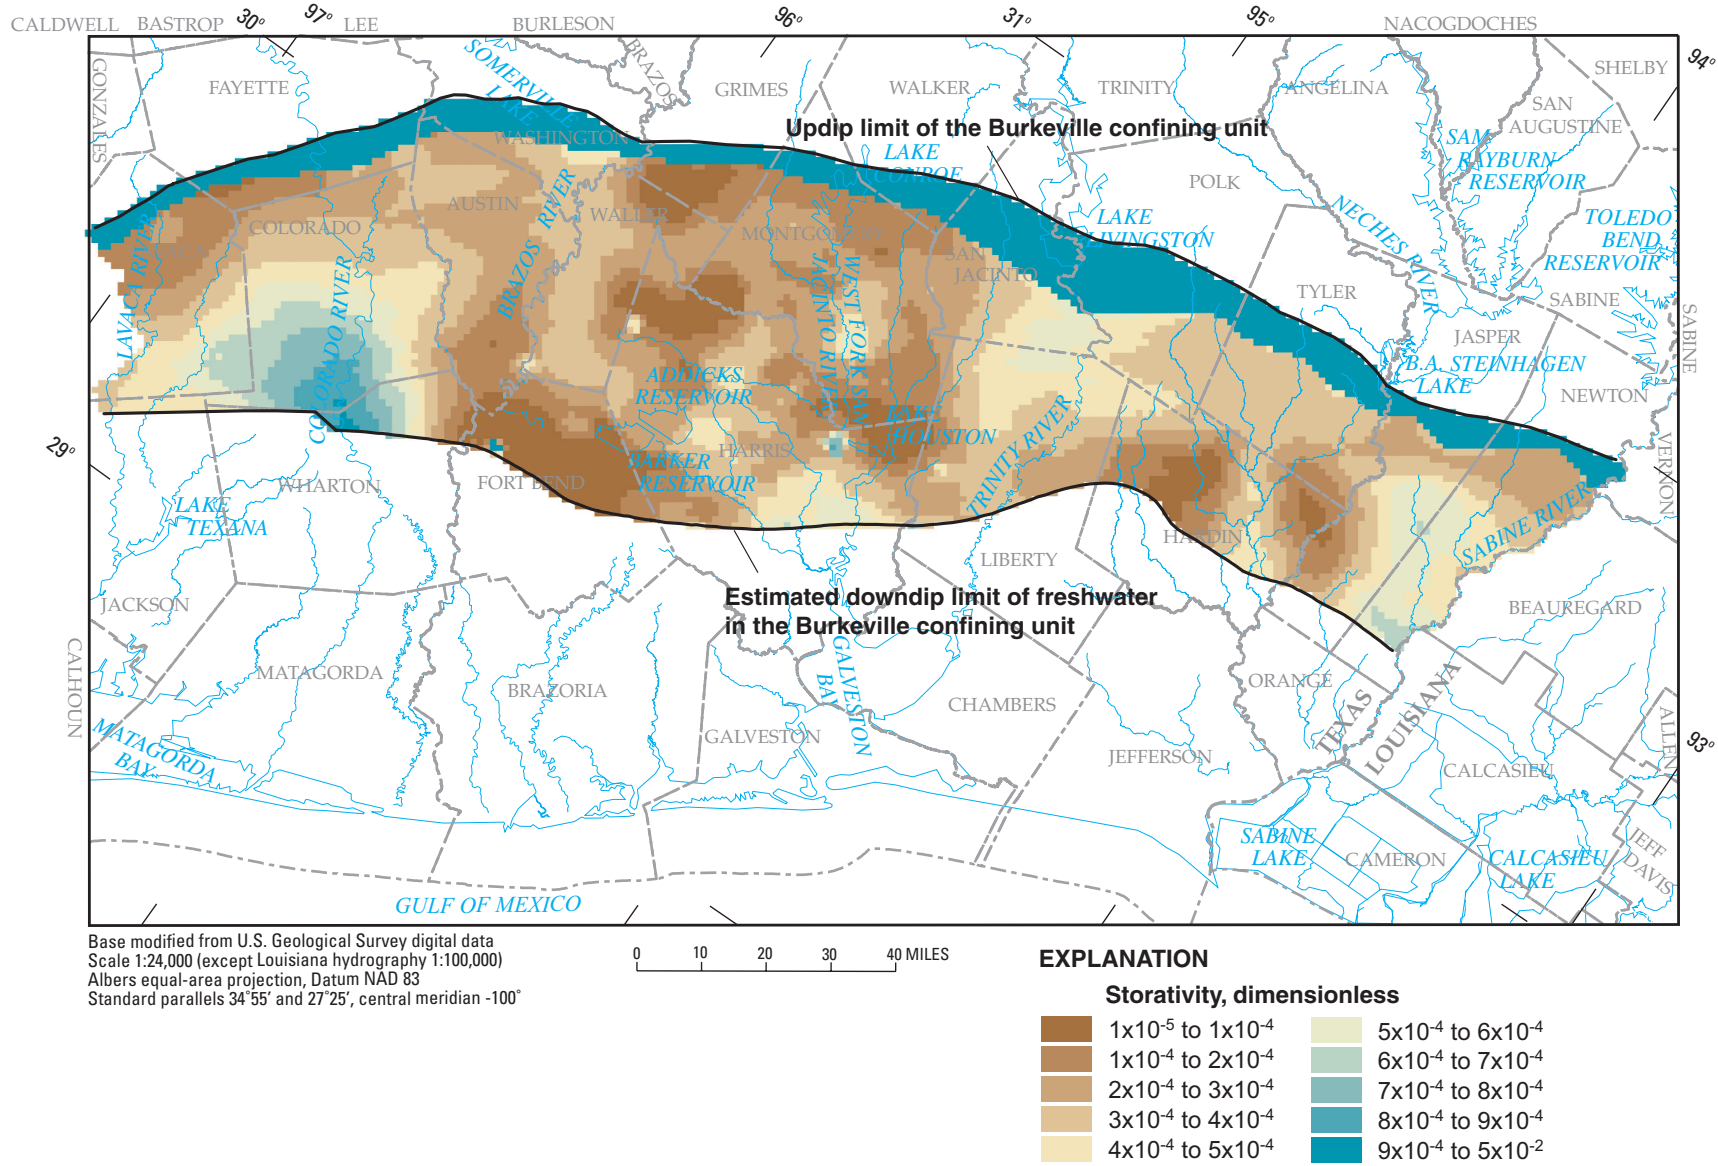 CALDWELL BASTROP 30° 97° LEE BURLESON 96° 31° 95° NACOGDOCHES
94°
GONZALES
FAYETTE
SOMERVILLE
LAKE
BRAZOS
GRIMES
WALKER
TRINITY
ANGELINA
SHELBY
SAN
AUGUSTINE
WASHINGTON
Updip limit of the Burkeville confining unit
LAKE
CONROE
SAM
RAYBURN
RESERVOIR
POLK
LAVACA RIVER
COLORADO
AUSTIN
BRAZOS RIVER
WALLER
MONTGOMERY
SAN
JACINTO
LAKE
LIVINGSTON
NECHES RIVER
TOLEDO
BEND
RESERVOIR
COLORADO RIVER
WEST FORK SAN
JACINTO RIVER
TYLER
SABINE
JASPER
SABINE
B.A. STEINHAGEN
LAKE
NEWTON
ADDICKS
RESERVOIR
LAKE
HOUSTON
HARRIS
BARKER
RESERVOIR
TRINITY RIVER
VERNON
29°
WHARTON
FORT BEND
LAKE
TEXANA
HARDIN
SABINE RIVER
LIBERTY
Estimated downdip limit of freshwater
in the Burkeville confining unit
JACKSON
BEAUREGARD
CALHOUN
MATAGORDA
BRAZORIA
GALVESTON
BAY
CHAMBERS
ORANGE
TEXAS
LOUISIANA
ALLEN
93°
MATAGORDA
BAY
GALVESTON
JEFFERSON
CALCASIEU
SABINE
LAKE
CAMERON
CALCASIEU
LAKE
JEFF
DAVIS
GULF OF MEXICO
Base modified from U.S. Geological Survey digital data
Scale 1:24,000 (except Louisiana hydrography 1:100,000)
Albers equal-area projection, Datum NAD 83
Standard parallels 34°55′ and 27°25′, central meridian -100°
0 10 20 30 40 MILES
EXPLANATION
Storativity, dimensionless
1x10⁻⁵ to 1x10⁻⁴
1x10⁻⁴ to 2x10⁻⁴
2x10⁻⁴ to 3x10⁻⁴
3x10⁻⁴ to 4x10⁻⁴
4x10⁻⁴ to 5x10⁻⁴
5x10⁻⁴ to 6x10⁻⁴
6x10⁻⁴ to 7x10⁻⁴
7x10⁻⁴ to 8x10⁻⁴
8x10⁻⁴ to 9x10⁻⁴
9x10⁻⁴ to 5x10⁻²